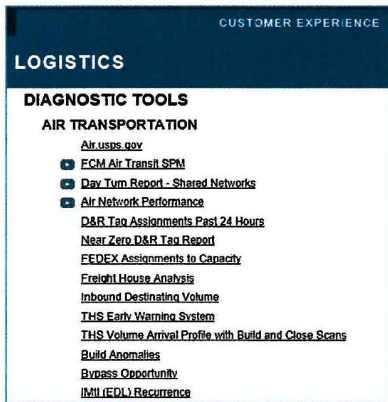 CUSTOMER EXPERIENCE
LOGISTICS
DIAGNOSTIC TOOLS
AIR TRANSPORTATION
Air.usps.gov
FCM Air Transit SPM
Day Turn Report - Shared Networks
Air Network Performance
D&R Tag Assignments Past 24 Hours
Near Zero D&R Tag Report
FEDEX Assignments to Capacity
Freight House Analysis
Inbound Destinating Volume
THS Early Warning System
THS Volume Arrival Profile with Build and Close Scans
Build Anomalies
Bypass Opportunity
IMtl (EDL) Recurrence